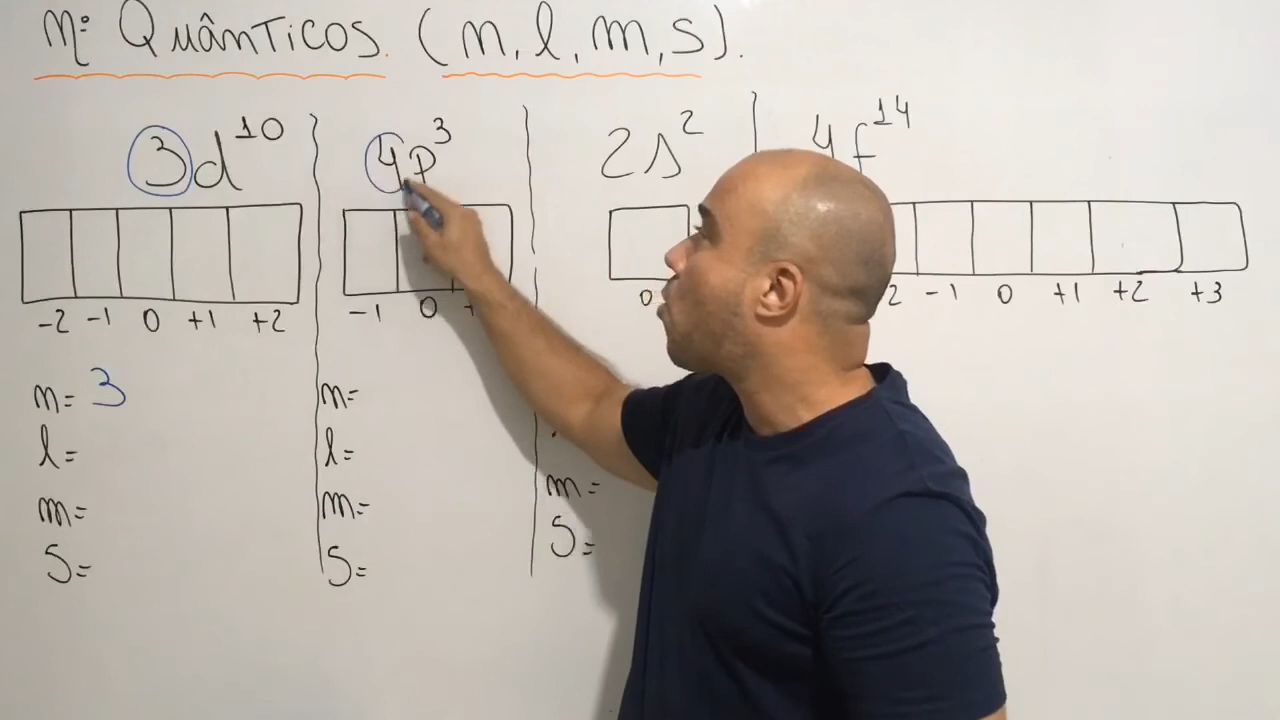 Nº Quânticos. (n, l, m, s).
3d¹⁰ 4p³ 2s² 4f¹⁴
-2 -1 0 +1 +2
-1 0 +
0
2 -1 0 +1 +2 +3
n= 3
l=
m=
S=
n=
l=
m=
S=
m=
S=